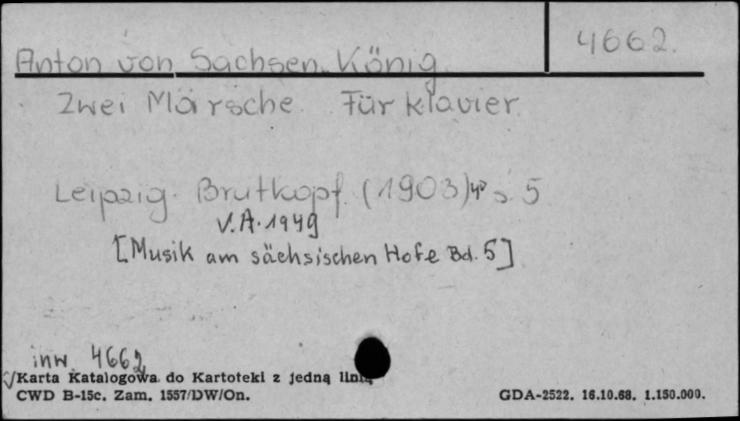 4662.
Anton von Sachsen, König
Zwei Märsche. Für Klavier.
Leipzig. Brutkopf. (1903) 4° s. 5
V.A. 1949
[Musik am sächsischen Hofe Bd. 5]
inw 4662
Karta Katalogowa do Kartoteki z jedną linią
CWD B-15c. Zam. 1557/DW/On.
GDA-2522. 16.10.68. 1.150.000.